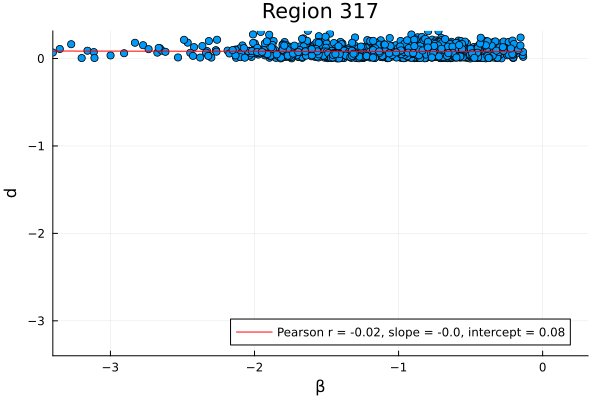 Region 317
d
0
−1
−2
−3
−3
−2
−1
0
β
Pearson r = -0.02, slope = -0.0, intercept = 0.08